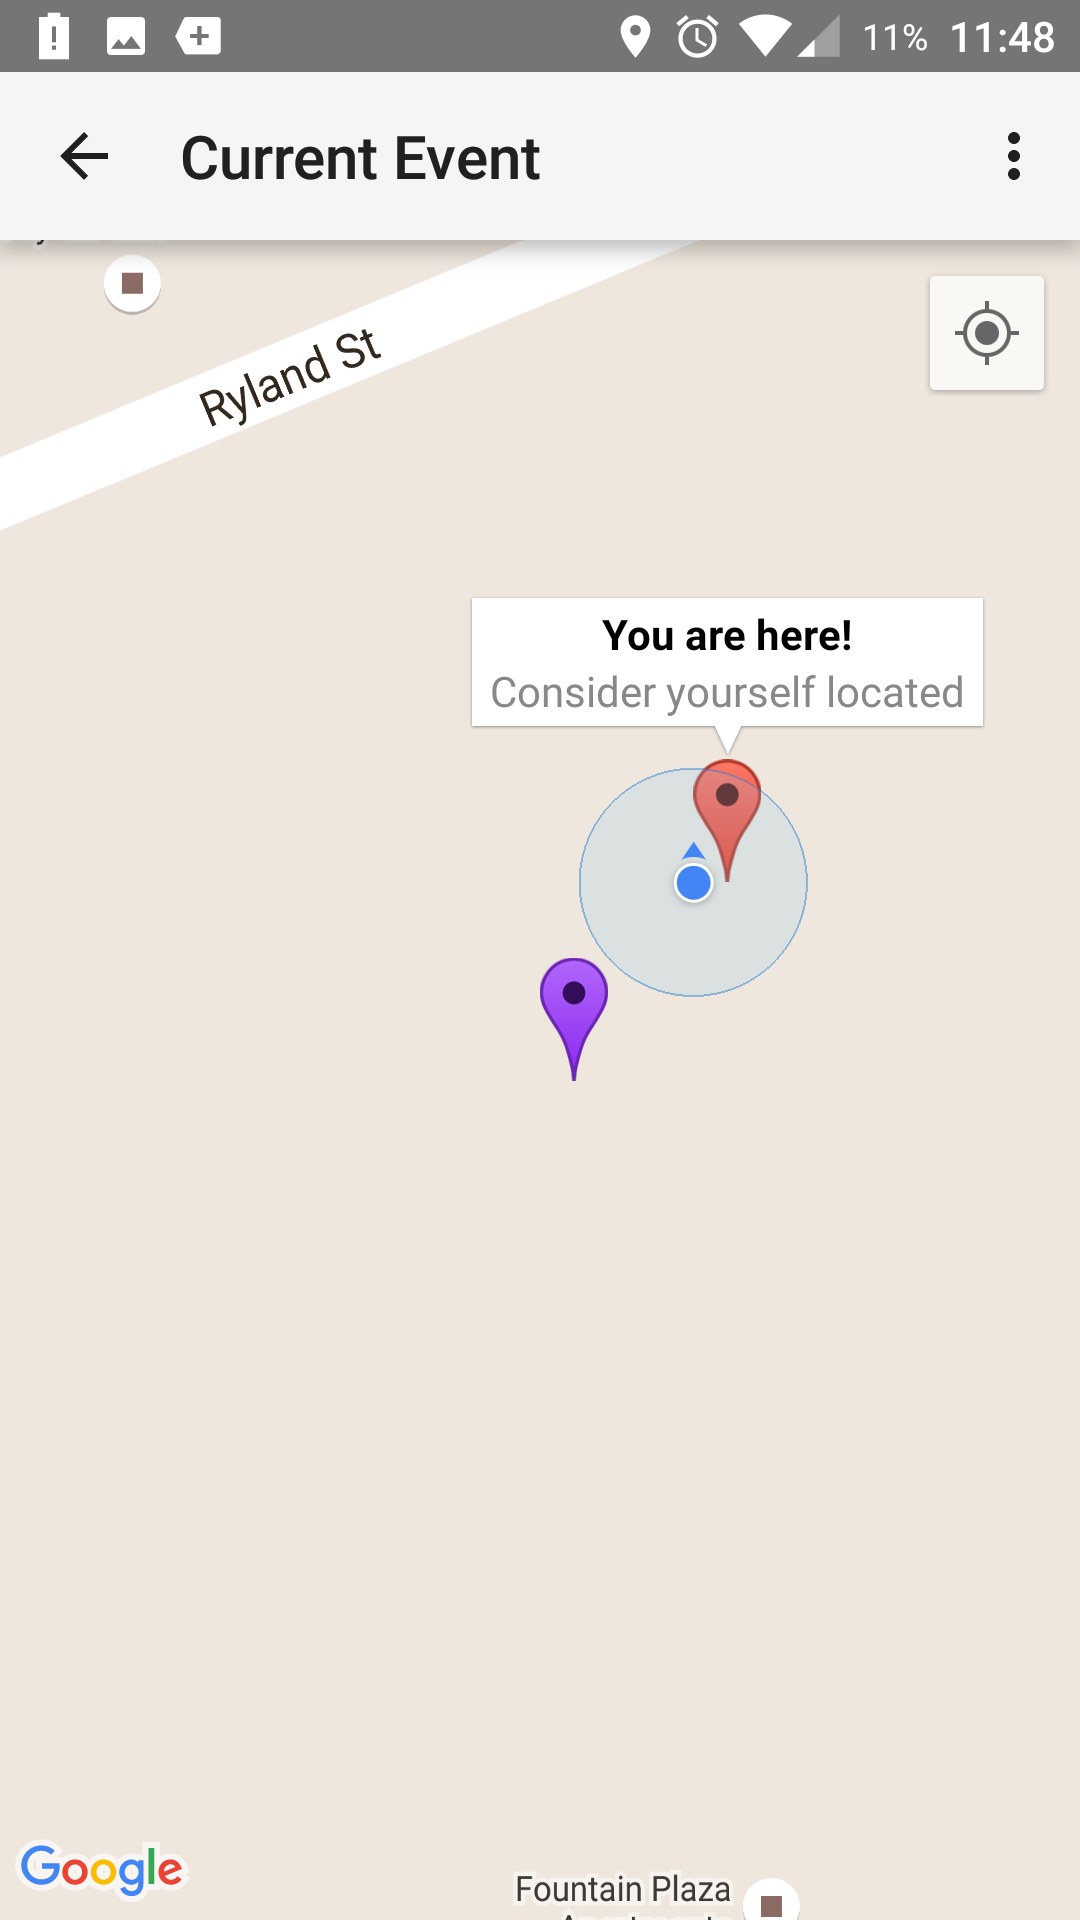 11% 11:48
Current Event
Ryland St
You are here!
Consider yourself located
Google
Fountain Plaza